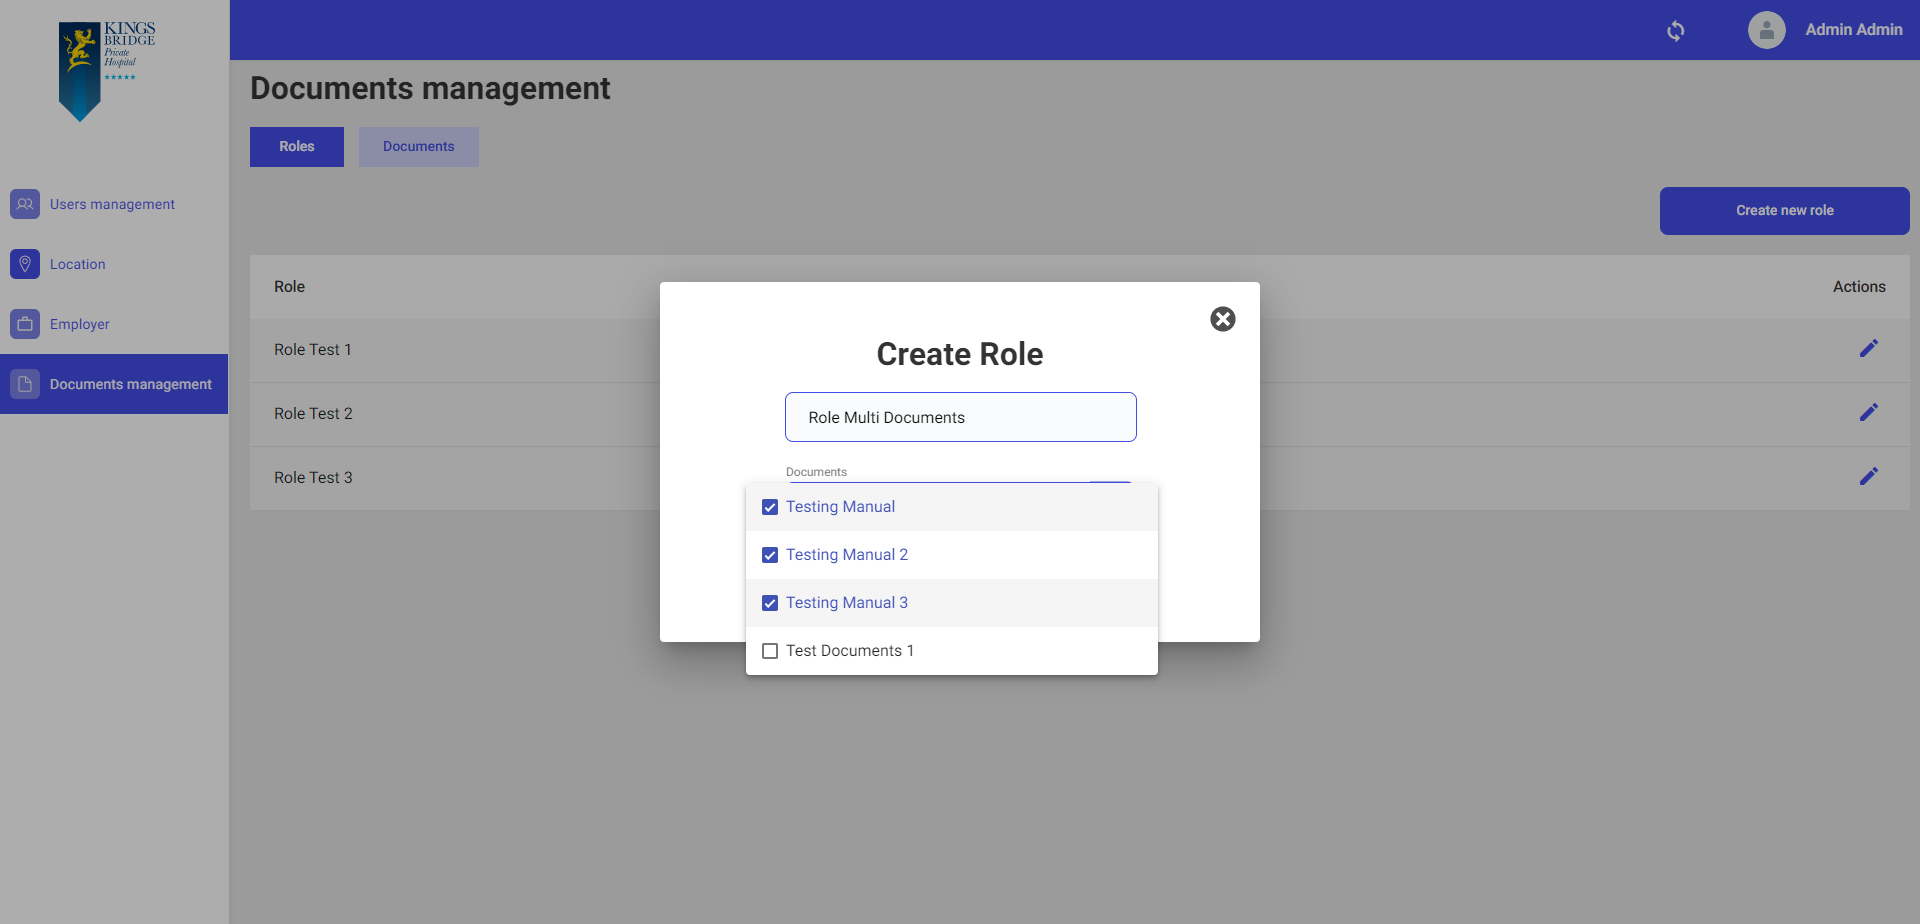 KINGS
BRIDGE
Private
Hospital
Admin Admin
Documents management
Roles
Documents
Users management
Location
Employer
Documents management
Create new role
Role
Actions
Role Test 1
Role Test 2
Role Test 3
Create Role
Role Multi Documents
Documents
Testing Manual
Testing Manual 2
Testing Manual 3
Test Documents 1